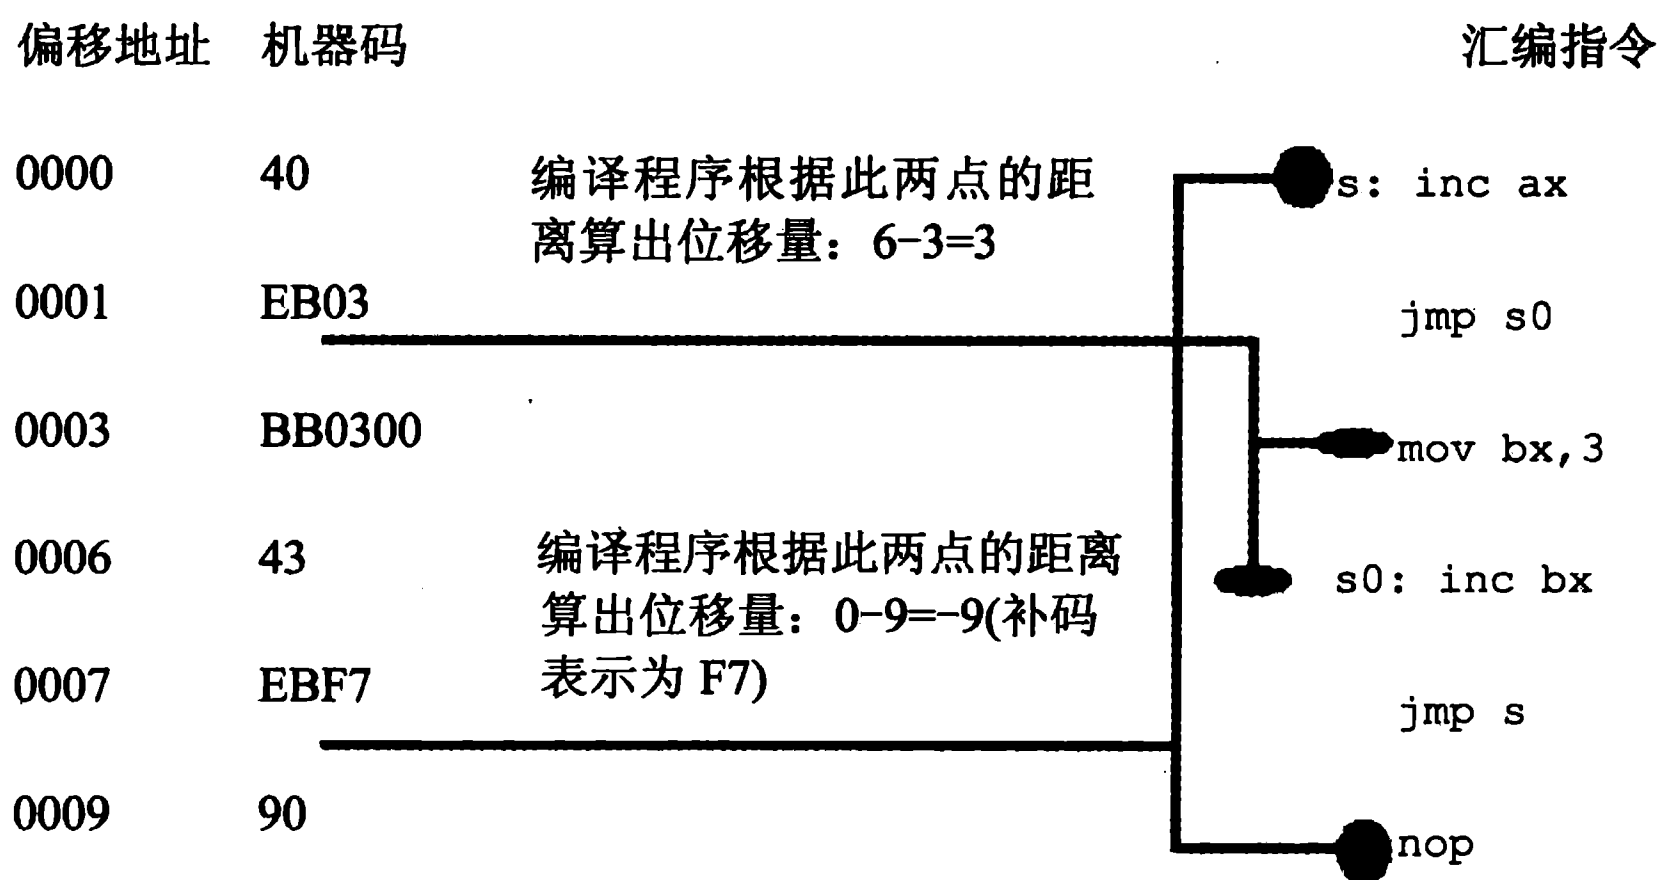 偏移地址 机器码 汇编指令
0000 40 编译程序根据此两点的距 s: inc ax
离算出位移量：6-3=3
0001 EB03 jmp s0
0003 BB0300 mov bx,3
0006 43 编译程序根据此两点的距离 s0: inc bx
算出位移量：0-9=-9(补码
0007 EBF7 表示为 F7) jmp s
0009 90 nop